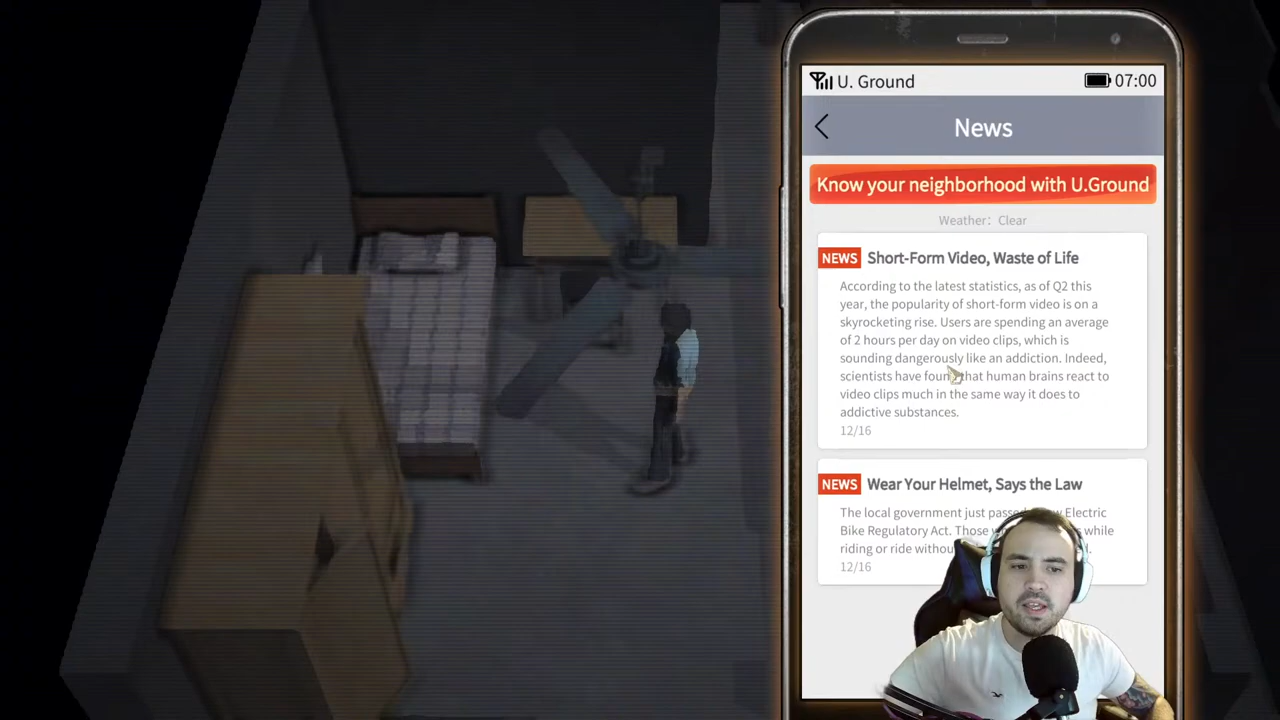 U. Ground 07:00
News
Know your neighborhood with U.Ground
Weather: Clear
NEWS Short-Form Video, Waste of Life
According to the latest statistics, as of Q2 this
year, the popularity of short-form video is on a
skyrocketing rise. Users are spending an average
of 2 hours per day on video clips, which is
sounding dangerously like an addiction. Indeed,
scientists have found that human brains react to
video clips much in the same way it does to
addictive substances.
12/16
NEWS Wear Your Helmet, Says the Law
The local government just passed Electric
Bike Regulatory Act. Those while
riding or ride without
12/16